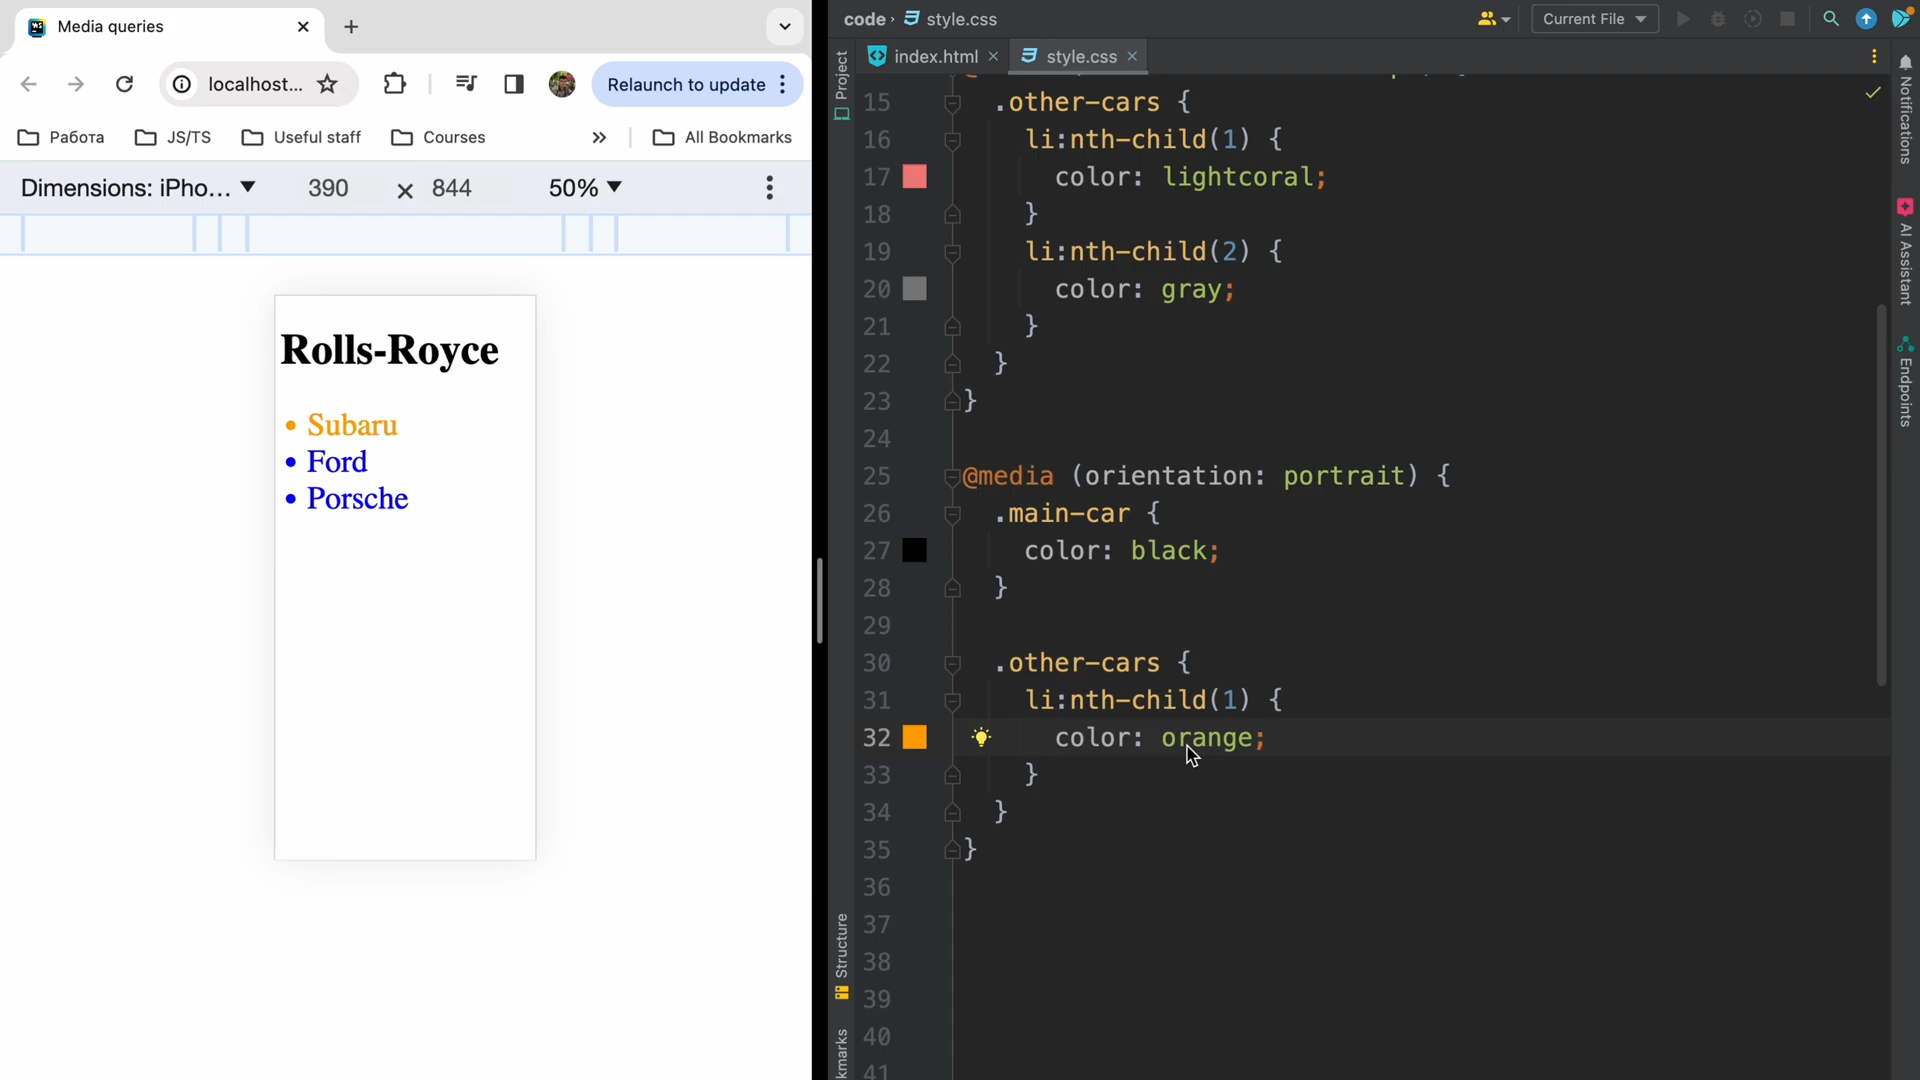 Media queries
localhost...
Relaunch to update
Работа
JS/TS
Useful staff
Courses
»
All Bookmarks
Dimensions: iPho...
390 × 844
50%
Rolls-Royce
• Subaru
• Ford
• Porsche
code › style.css
Current File
index.html
style.css
Project
15 .other-cars {
16 li:nth-child(1) {
17 color: lightcoral;
18 }
19 li:nth-child(2) {
20 color: gray;
21 }
22 }
23 }
24
25 @media (orientation: portrait) {
26 .main-car {
27 color: black;
28 }
29
30 .other-cars {
31 li:nth-child(1) {
32 color: orange;
33 }
34 }
35 }
36
37
38
39
40
41
Structure
kmarks
Notifications
AI Assistant
Endpoints